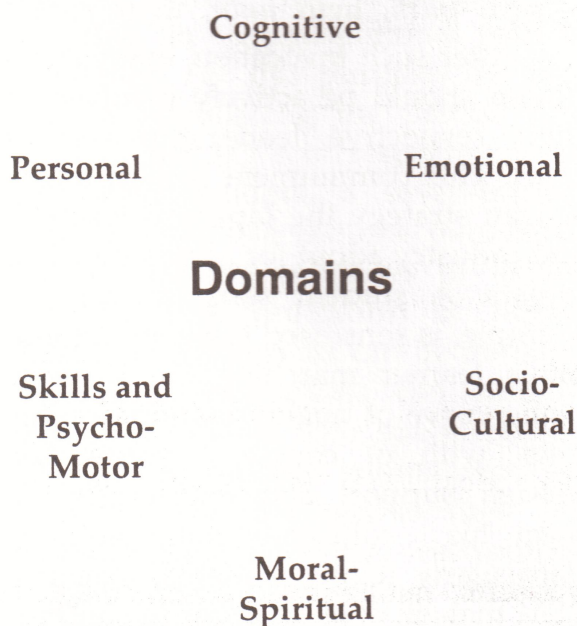 Cognitive
Personal
Emotional
Domains
Skills and
Psycho-
Motor
Socio-
Cultural
Moral-
Spiritual